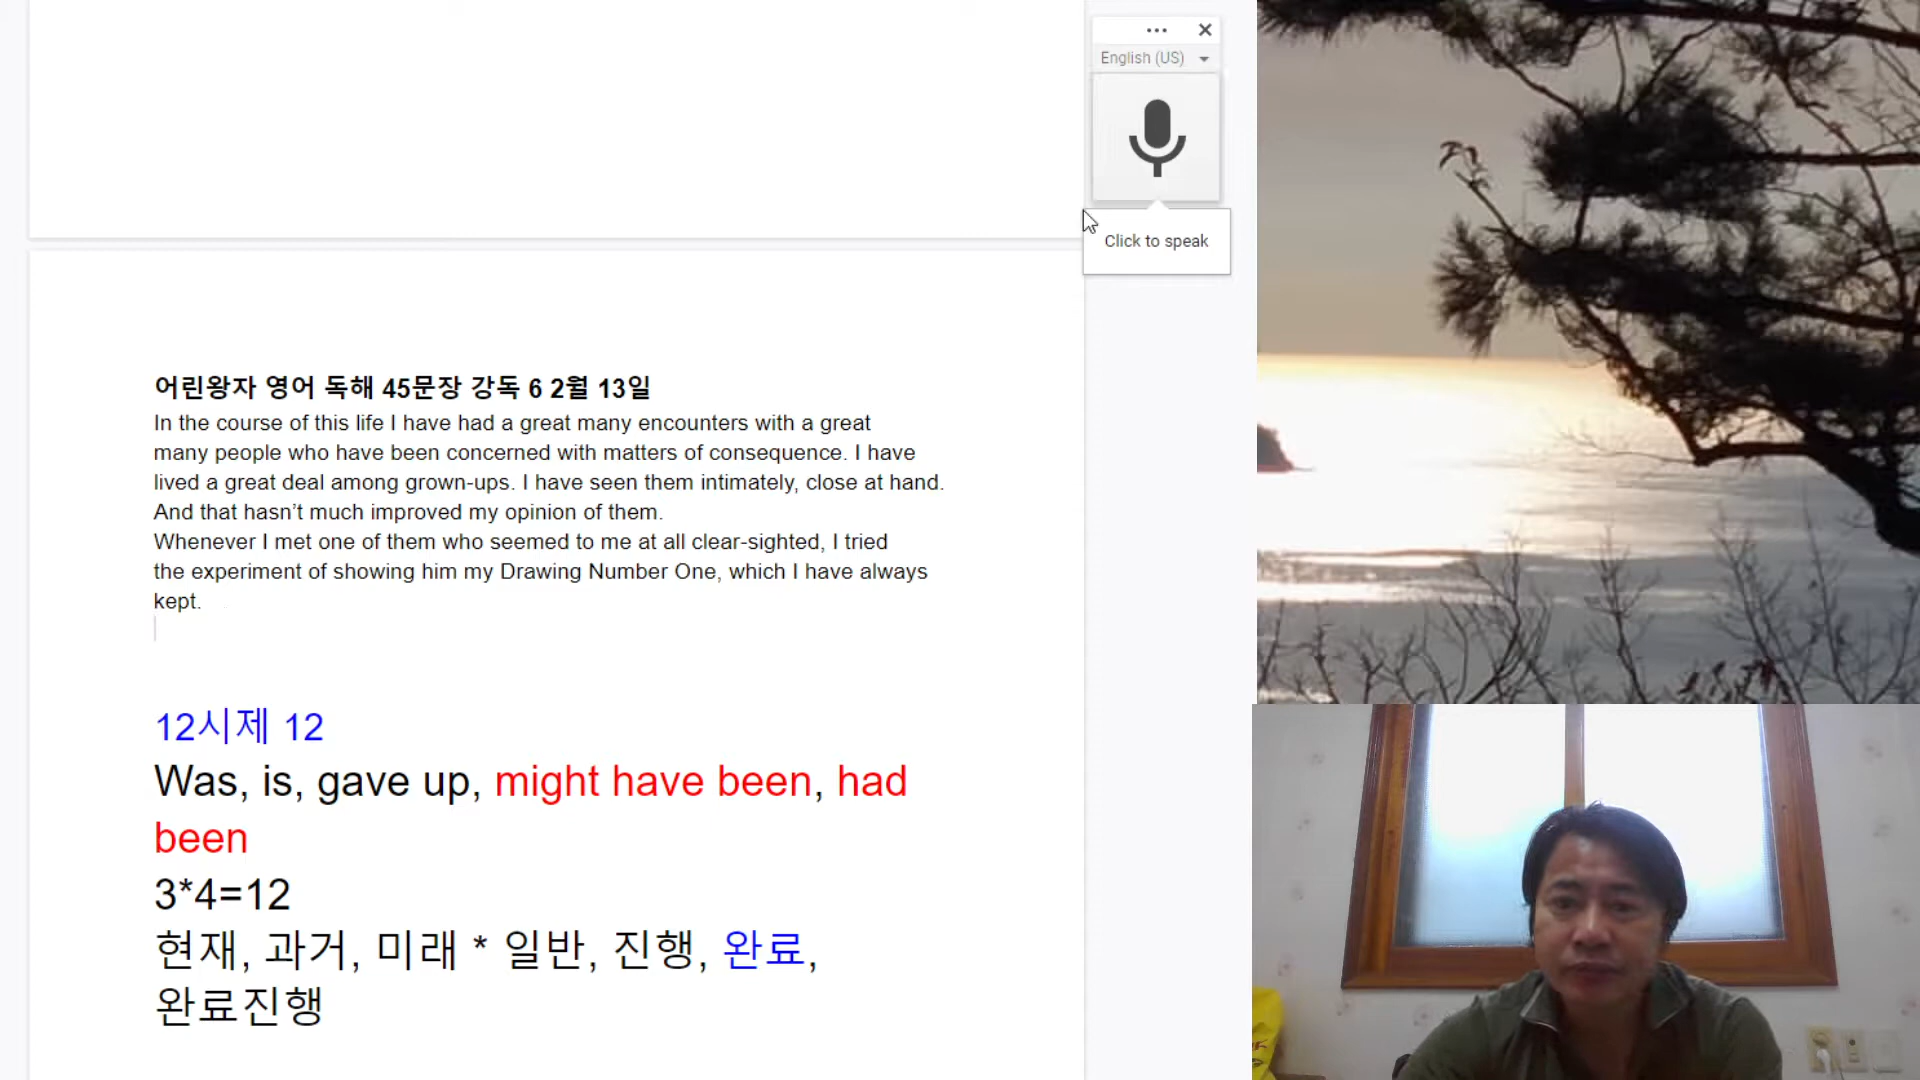 English (US)
Click to speak
어린왕자 영어 독해 45문장 강독 6 2월 13일
In the course of this life I have had a great many encounters with a great
many people who have been concerned with matters of consequence. I have
lived a great deal among grown-ups. I have seen them intimately, close at hand.
And that hasn’t much improved my opinion of them.
Whenever I met one of them who seemed to me at all clear-sighted, I tried
the experiment of showing him my Drawing Number One, which I have always
kept.
12시제 12
Was, is, gave up, might have been, had
been
3*4=12
현재, 과거, 미래 * 일반, 진행, 완료,
완료진행